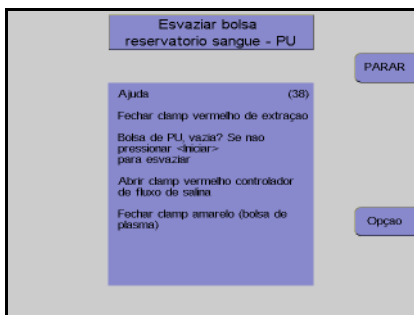 Esvaziar bolsa
reservatorio sangue - PU
PARAR
Ajuda (38)
Fechar clamp vermelho de extraçao
Bolsa de PU, vazia? Se nao
pressionar <Iniciar>
para esvaziar
Abrir clamp vermelho controlador
de fluxo de salina
Fechar clamp amarelo (bolsa de
plasma)
Opçao